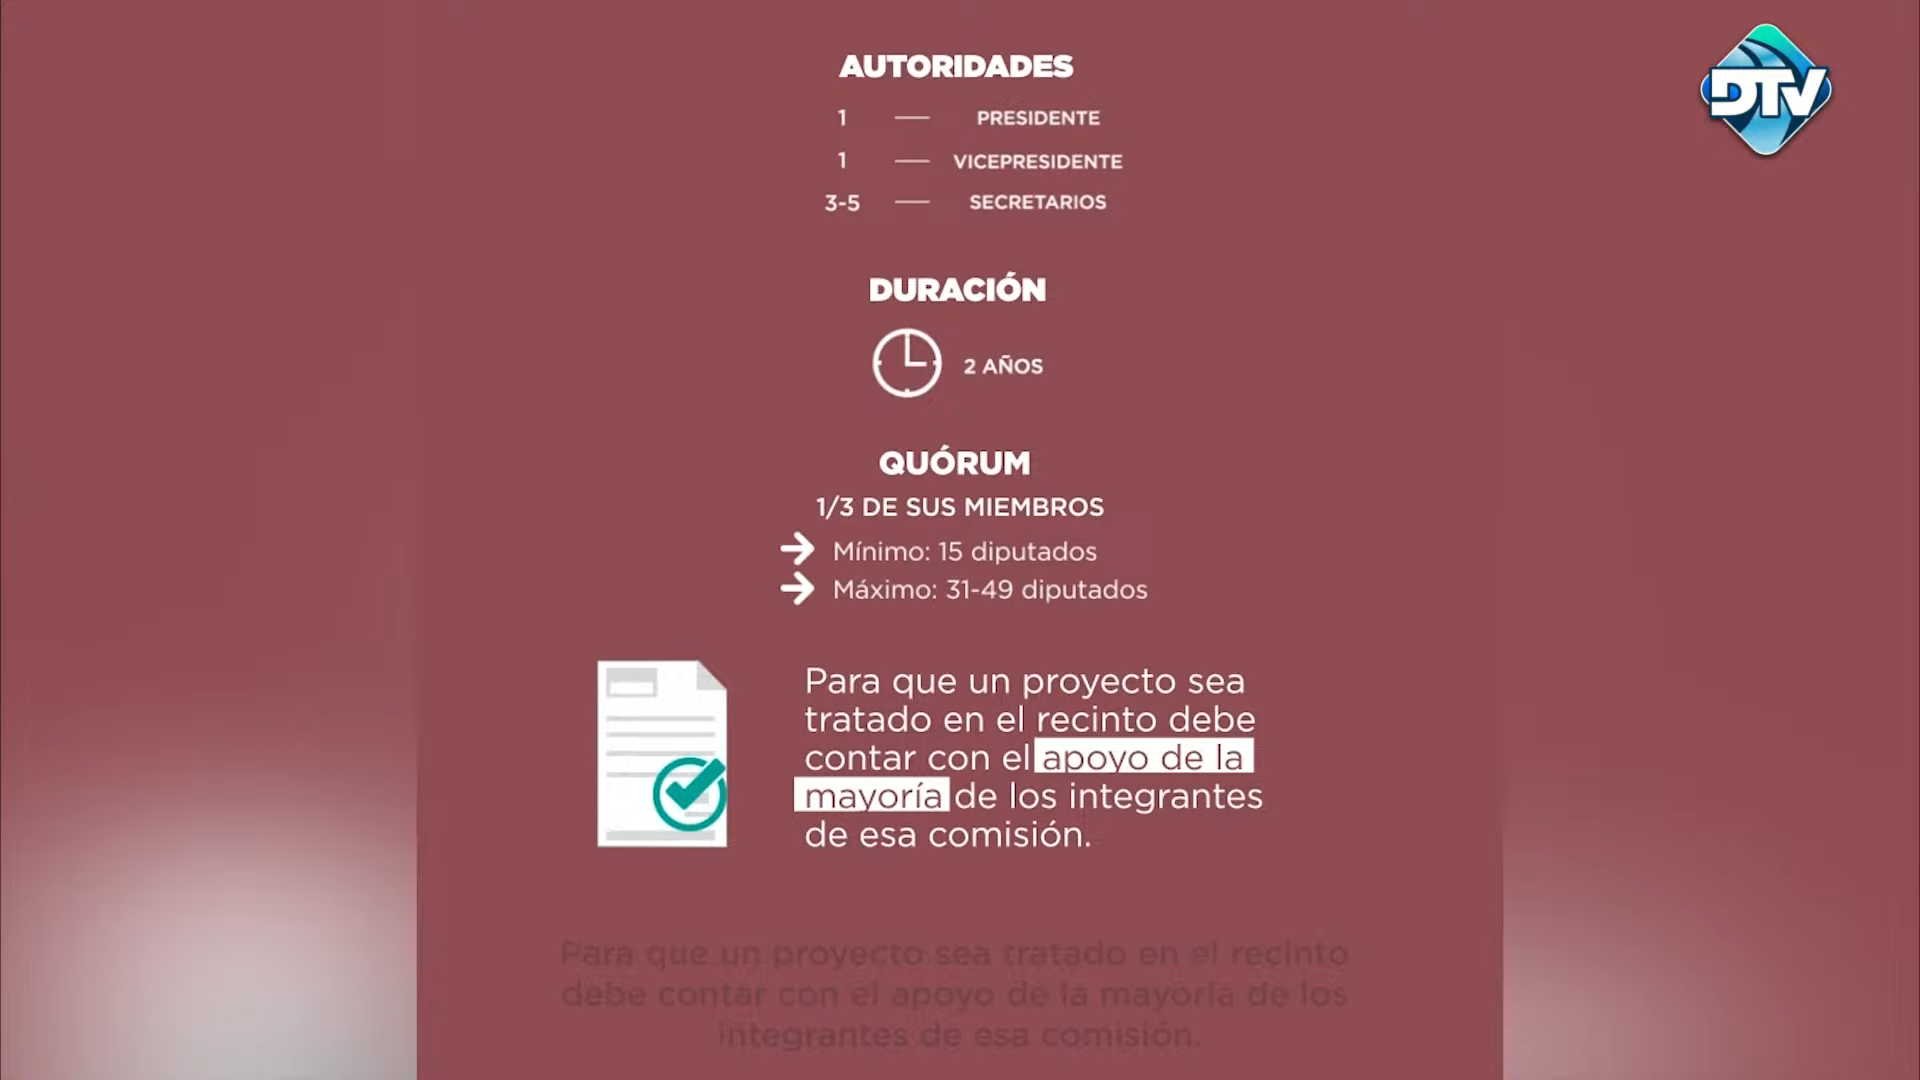 AUTORIDADES
1 — PRESIDENTE
1 — VICEPRESIDENTE
3-5 — SECRETARIOS
DURACIÓN
2 AÑOS
QUÓRUM
1/3 DE SUS MIEMBROS
Mínimo: 15 diputados
Máximo: 31-49 diputados
Para que un proyecto sea
tratado en el recinto debe
contar con el apoyo de la
mayoría de los integrantes
de esa comisión.
Para que un proyecto sea tratado en el recinto
debe contar con el apoyo de la mayoría de los
integrantes de esa comisión.
DTV